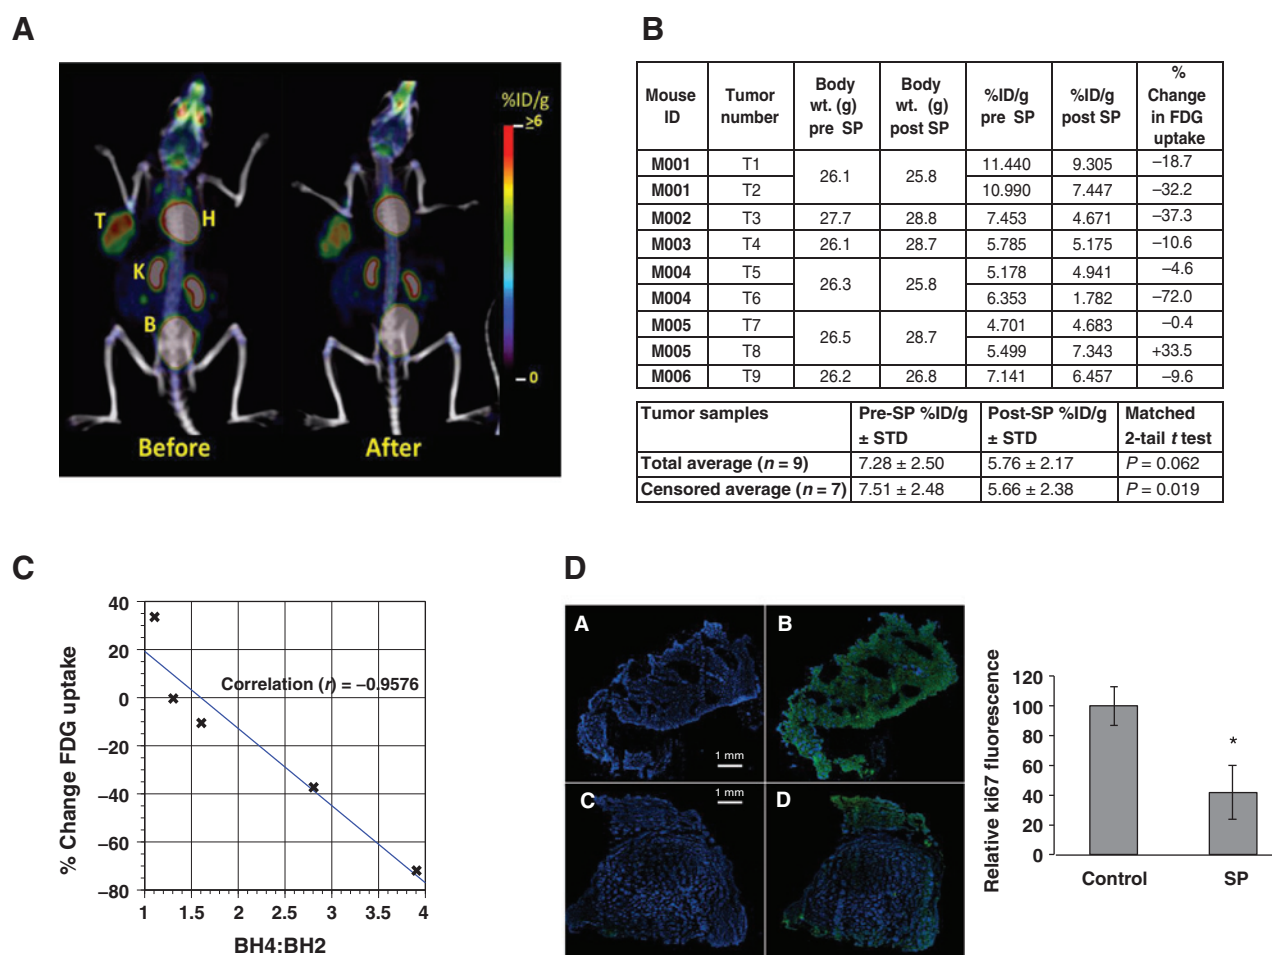 A
%ID/g
≥6
0
T
H
K
B
Before
After
B
Mouse ID | Tumor number | Body wt. (g) pre SP | Body wt. (g) post SP | %ID/g pre SP | %ID/g post SP | % Change in FDG uptake
M001 T1 26.1 25.8 11.440 9.305 –18.7
M001 T2 10.990 7.447 –32.2
M002 T3 27.7 28.8 7.453 4.671 –37.3
M003 T4 26.1 28.7 5.785 5.175 –10.6
M004 T5 26.3 25.8 5.178 4.941 –4.6
M004 T6 6.353 1.782 –72.0
M005 T7 26.5 28.7 4.701 4.683 –0.4
M005 T8 5.499 7.343 +33.5
M006 T9 26.2 26.8 7.141 6.457 –9.6
Tumor samples | Pre-SP %ID/g ± STD | Post-SP %ID/g ± STD | Matched 2-tail t test
Total average (n = 9) 7.28 ± 2.50 5.76 ± 2.17 P = 0.062
Censored average (n = 7) 7.51 ± 2.48 5.66 ± 2.38 P = 0.019
C
% Change FDG uptake
40
20
0
–20
–40
–60
–80
Correlation (r) = –0.9576
1 1.5 2 2.5 3 3.5 4
BH4:BH2
D
A
1 mm
B
C
1 mm
D
Relative ki67 fluorescence
120
100
80
60
40
20
0
*
Control SP